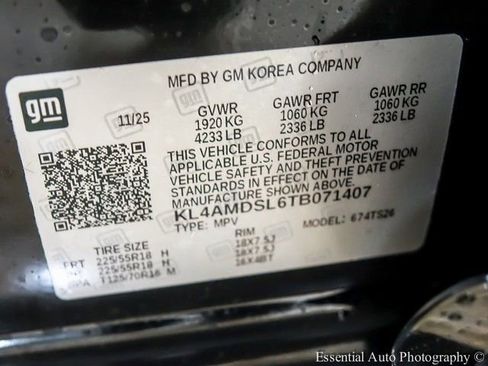 MFD BY GM KOREA COMPANY
gm
11/25
GVWR GAWR FRT GAWR RR
1920 KG 1060 KG 1060 KG
4233 LB 2336 LB 2336 LB
THIS VEHICLE CONFORMS TO ALL
APPLICABLE U.S. FEDERAL MOTOR
VEHICLE SAFETY AND THEFT PREVENTION
STANDARDS IN EFFECT ON THE DATE OF
MANUFACTURE SHOWN ABOVE.
KL4AMDSL6TB071407
TYPE: MPV MODEL: 674TS26
TIRE SIZE RIM
FRT 225/55R18 H 18X7.5J
RR 225/55R18 H 18X7.5J
SPA T125/70R16 M 16X4BT
Essential Auto Photography ©Tom